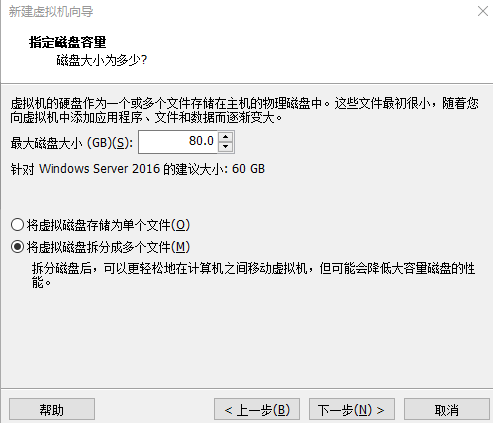 新建虚拟机向导
指定磁盘容量
磁盘大小为多少?
虚拟机的硬盘作为一个或多个文件存储在主机的物理磁盘中。这些文件最初很小，随着您
向虚拟机中添加应用程序、文件和数据而逐渐变大。
最大磁盘大小 (GB)(S): 80.0
针对 Windows Server 2016 的建议大小: 60 GB
将虚拟磁盘存储为单个文件(O)
将虚拟磁盘拆分成多个文件(M)
拆分磁盘后，可以更轻松地在计算机之间移动虚拟机，但可能会降低大容量磁盘的性
能。
帮助 < 上一步(B) 下一步(N) > 取消